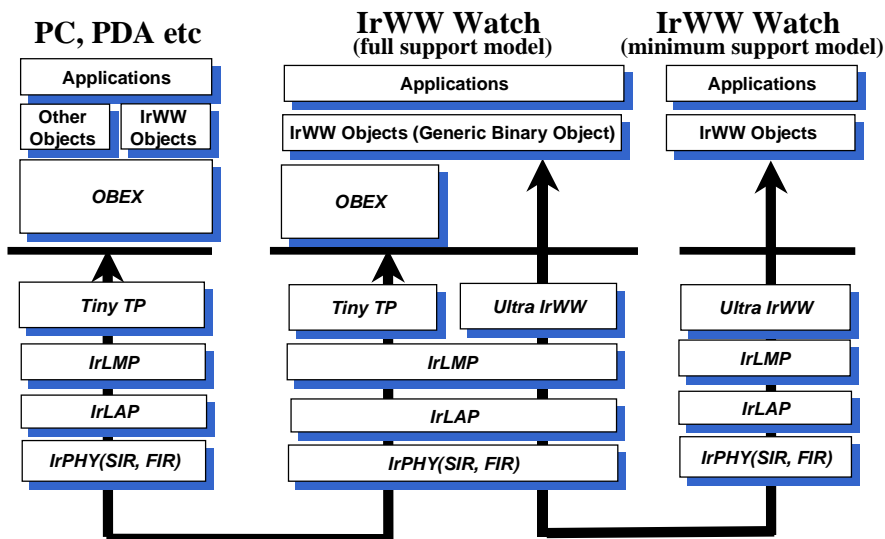 PC, PDA etc
Applications
Other
Objects
IrWW
Objects
OBEX
Tiny TP
IrLMP
IrLAP
IrPHY(SIR, FIR)
IrWW Watch
(full support model)
Applications
IrWW Objects (Generic Binary Object)
OBEX
Tiny TP
Ultra IrWW
IrLMP
IrLAP
IrPHY(SIR, FIR)
IrWW Watch
(minimum support model)
Applications
IrWW Objects
Ultra IrWW
IrLMP
IrLAP
IrPHY(SIR, FIR)